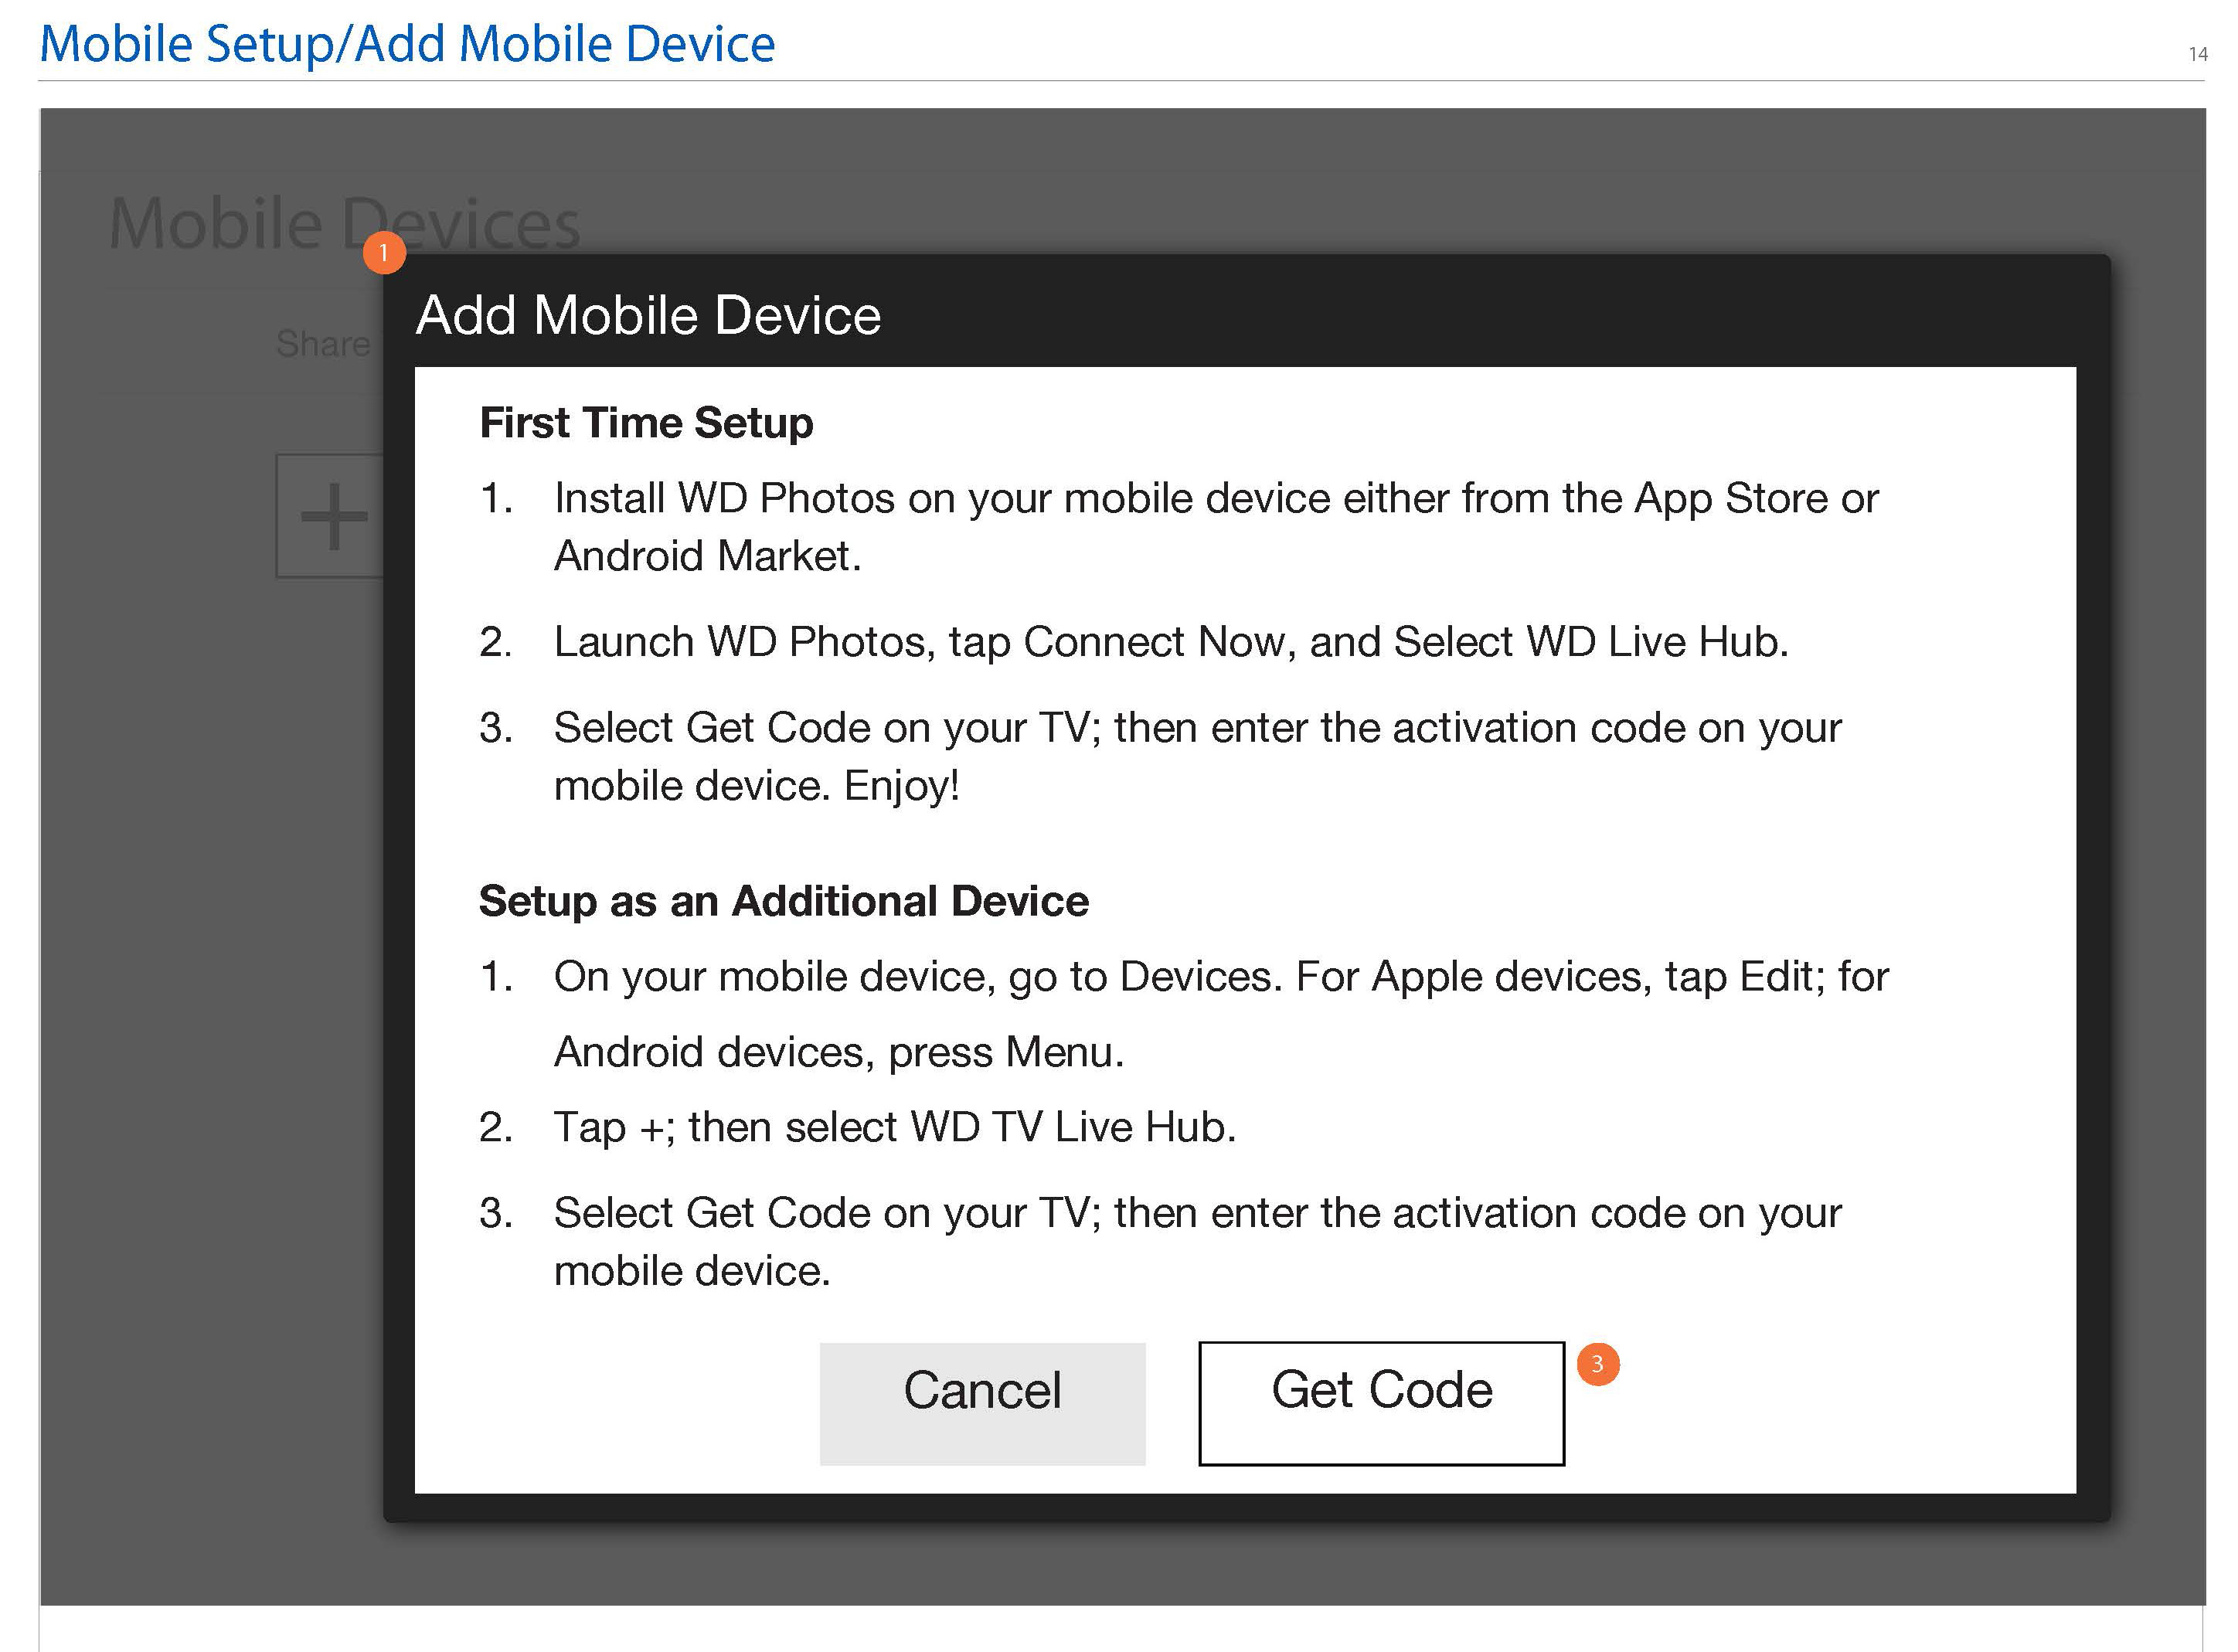 Mobile Setup/Add Mobile Device
14
Mobile Devices
1
Add Mobile Device
Share
+
First Time Setup
1. Install WD Photos on your mobile device either from the App Store or
Android Market.
2. Launch WD Photos, tap Connect Now, and Select WD Live Hub.
3. Select Get Code on your TV; then enter the activation code on your
mobile device. Enjoy!
Setup as an Additional Device
1. On your mobile device, go to Devices. For Apple devices, tap Edit; for
Android devices, press Menu.
2. Tap +; then select WD TV Live Hub.
3. Select Get Code on your TV; then enter the activation code on your
mobile device.
Cancel
Get Code
3